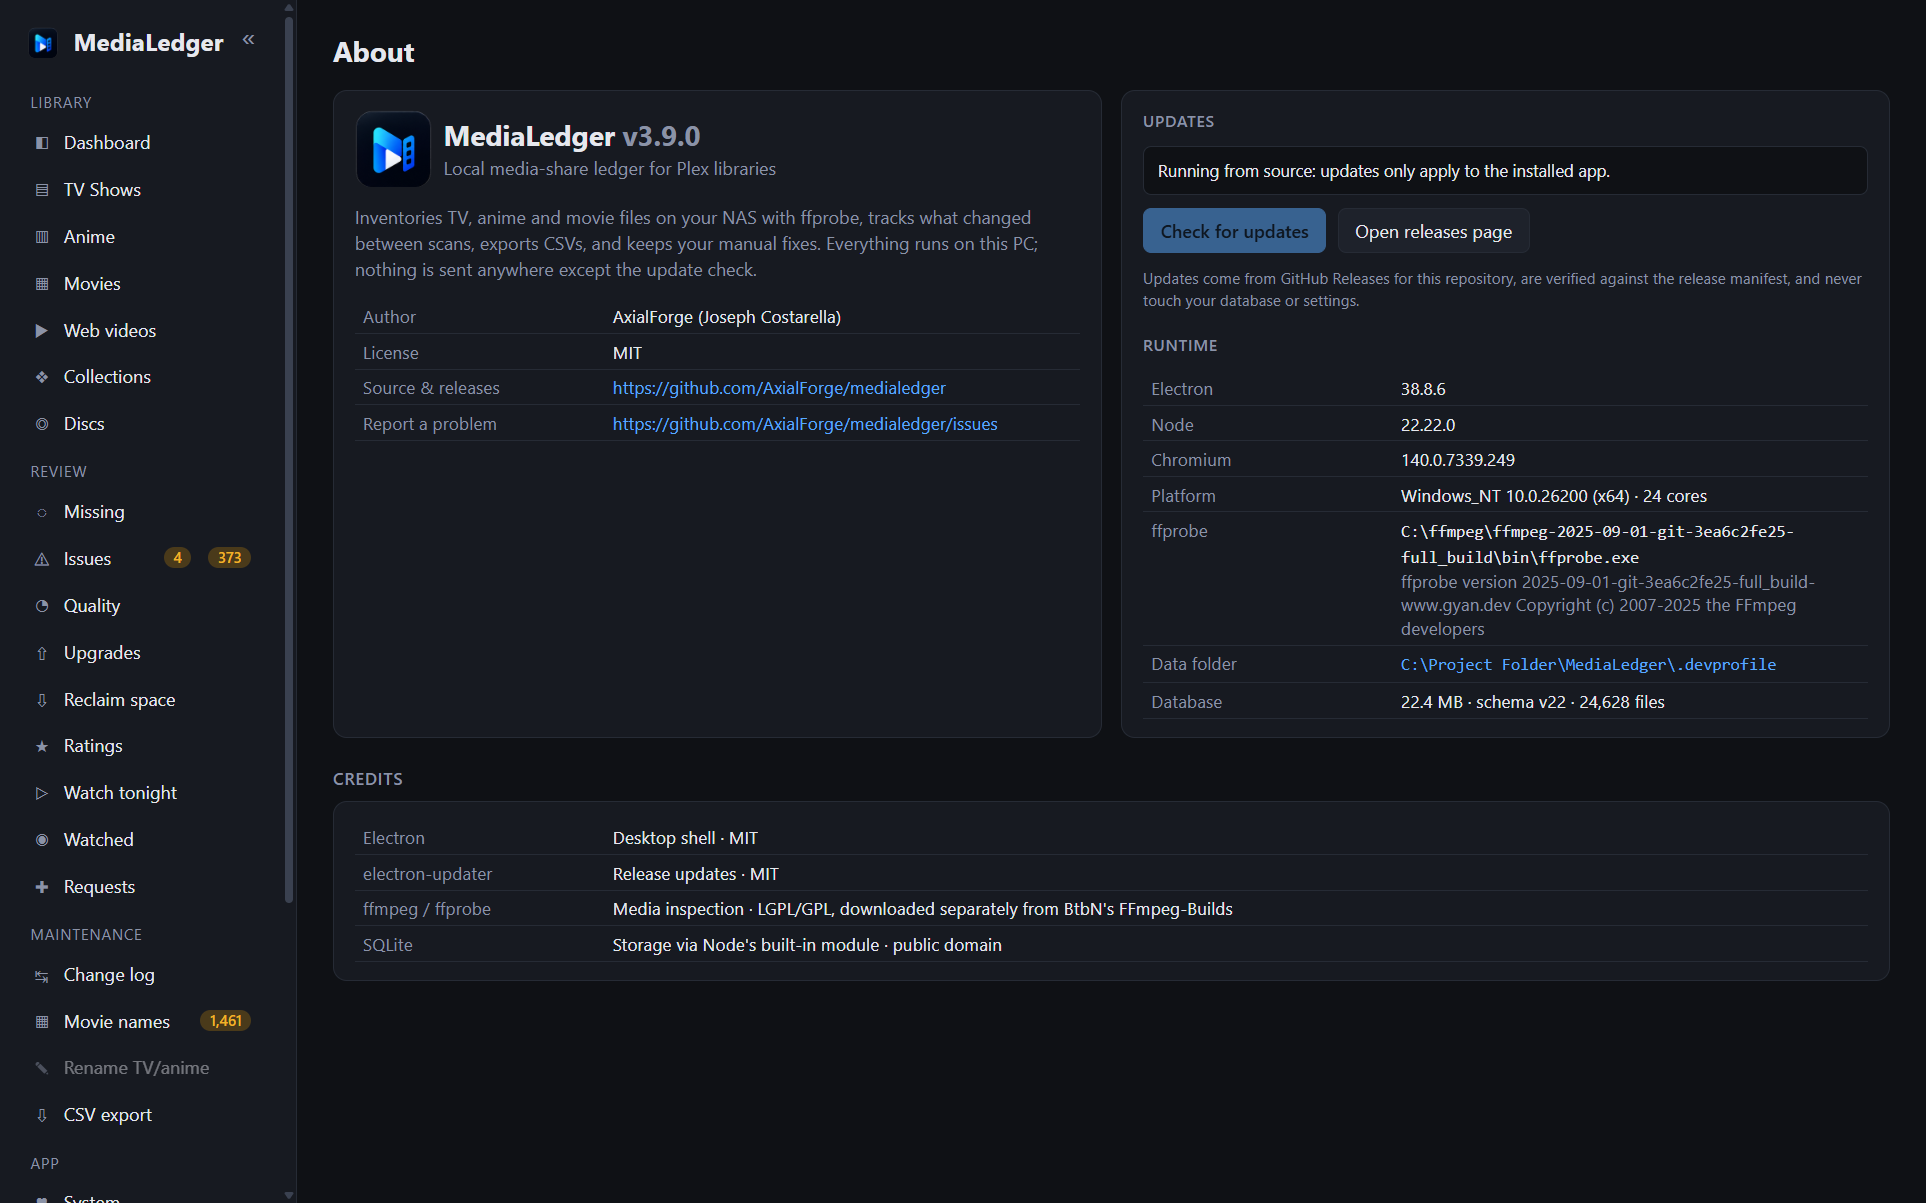 MediaLedger «
LIBRARY
Dashboard
TV Shows
Anime
Movies
Web videos
Collections
Discs
REVIEW
Missing
Issues 4 373
Quality
Upgrades
Reclaim space
Ratings
Watch tonight
Watched
Requests
MAINTENANCE
Change log
Movie names 1,461
Rename TV/anime
CSV export
APP
System
About
MediaLedger v3.9.0
Local media-share ledger for Plex libraries
Inventories TV, anime and movie files on your NAS with ffprobe, tracks what changed
between scans, exports CSVs, and keeps your manual fixes. Everything runs on this PC;
nothing is sent anywhere except the update check.
Author AxialForge (Joseph Costarella)
License MIT
Source & releases https://github.com/AxialForge/medialedger
Report a problem https://github.com/AxialForge/medialedger/issues
UPDATES
Running from source: updates only apply to the installed app.
Check for updates Open releases page
Updates come from GitHub Releases for this repository, are verified against the release manifest, and never
touch your database or settings.
RUNTIME
Electron 38.8.6
Node 22.22.0
Chromium 140.0.7339.249
Platform Windows_NT 10.0.26200 (x64) · 24 cores
ffprobe C:\ffmpeg\ffmpeg-2025-09-01-git-3ea6c2fe25-
full_build\bin\ffprobe.exe
ffprobe version 2025-09-01-git-3ea6c2fe25-full_build-
www.gyan.dev Copyright (c) 2007-2025 the FFmpeg
developers
Data folder C:\Project Folder\MediaLedger\.devprofile
Database 22.4 MB · schema v22 · 24,628 files
CREDITS
Electron Desktop shell · MIT
electron-updater Release updates · MIT
ffmpeg / ffprobe Media inspection · LGPL/GPL, downloaded separately from BtbN's FFmpeg-Builds
SQLite Storage via Node's built-in module · public domain